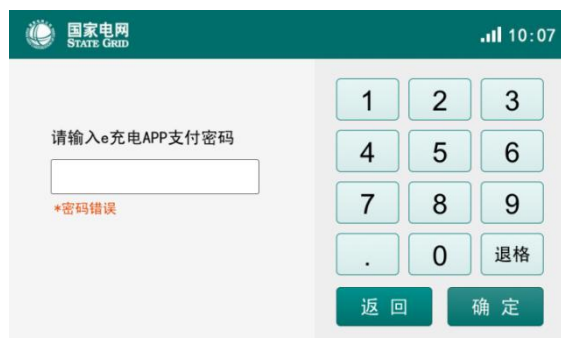 国家电网
STATE GRID
10:07
请输入e充电APP支付密码
*密码错误
1 2 3
4 5 6
7 8 9
. 0 退格
返回 确定